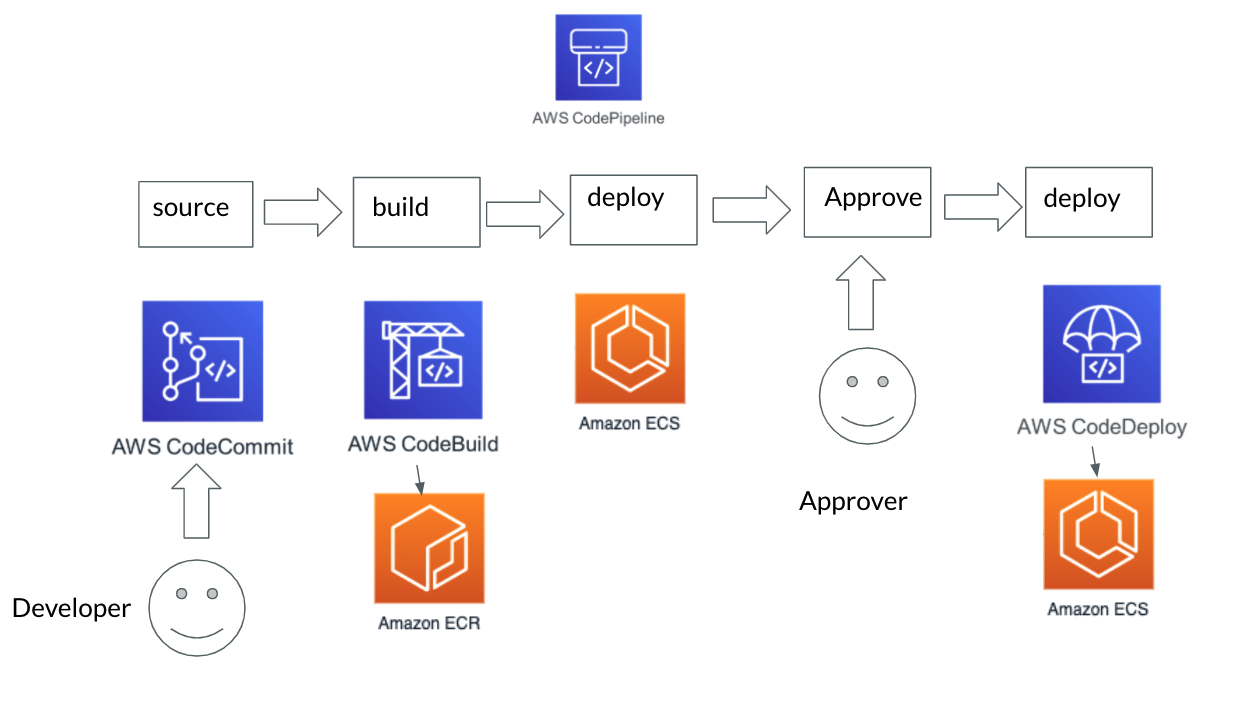 AWS CodePipeline
source
build
deploy
Approve
deploy
AWS CodeCommit
AWS CodeBuild
Amazon ECS
AWS CodeDeploy
Approver
Developer
Amazon ECR
Amazon ECS